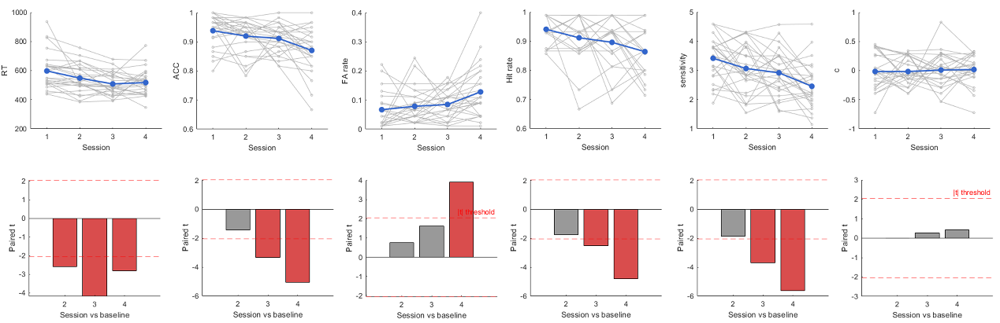 1000
800
600
400
200
RT
1 2 3 4
Session
1
0.9
0.8
0.7
0.6
ACC
1 2 3 4
Session
0.4
0.3
0.2
0.1
0
FA rate
1 2 3 4
Session
1
0.9
0.8
0.7
0.6
Hit rate
1 2 3 4
Session
5
4
3
2
1
sensitivity
1 2 3 4
Session
1
0.5
0
-0.5
-1
c
1 2 3 4
Session
2
1
0
-1
-2
-3
-4
Paired t
2 3 4
Session vs baseline
2
0
-2
-4
-6
Paired t
2 3 4
Session vs baseline
4
3
2
1
0
-1
-2
Paired t
|t| threshold
2 3 4
Session vs baseline
2
0
-2
-4
-6
Paired t
2 3 4
Session vs baseline
2
0
-2
-4
-6
Paired t
2 3 4
Session vs baseline
3
2
1
0
-1
-2
-3
Paired t
|t| threshold
2 3 4
Session vs baseline